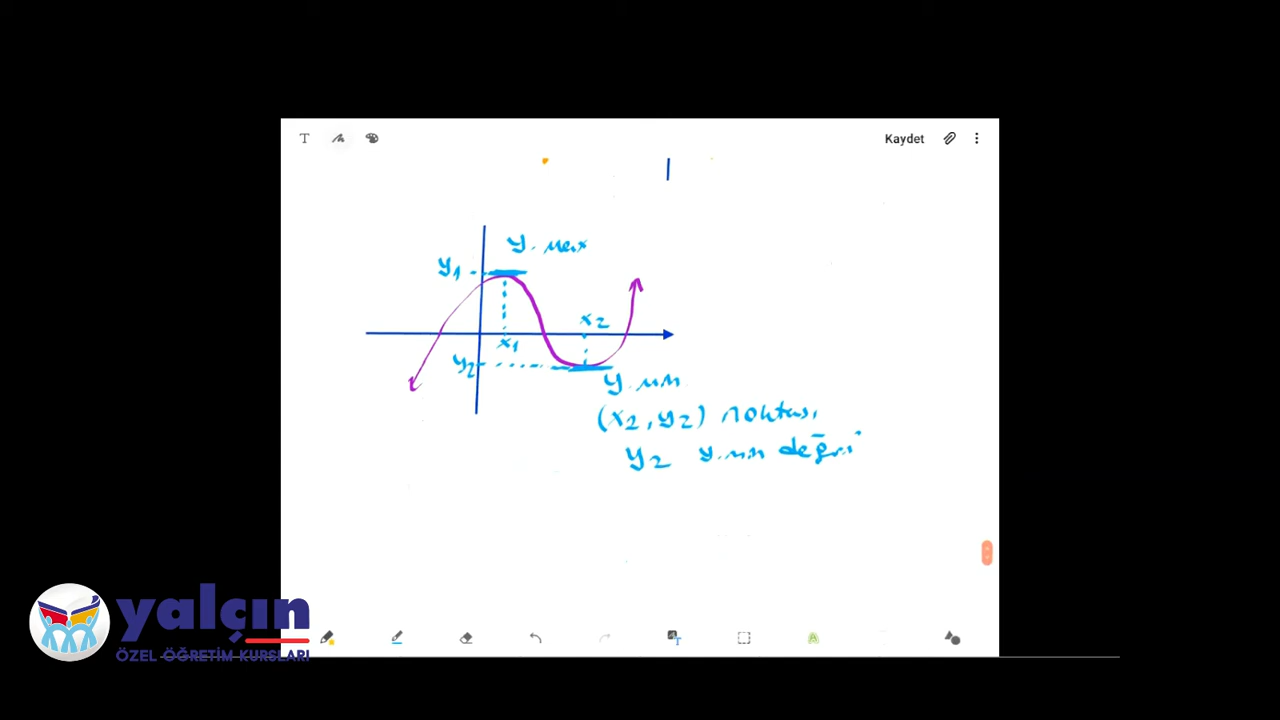 T
Kaydet
y. max
y1
x2
x1
y2
y. min
(x2, y2) noktası
y2 y. min değeri
yalçın
ÖZEL ÖĞRETİM KURSLARI